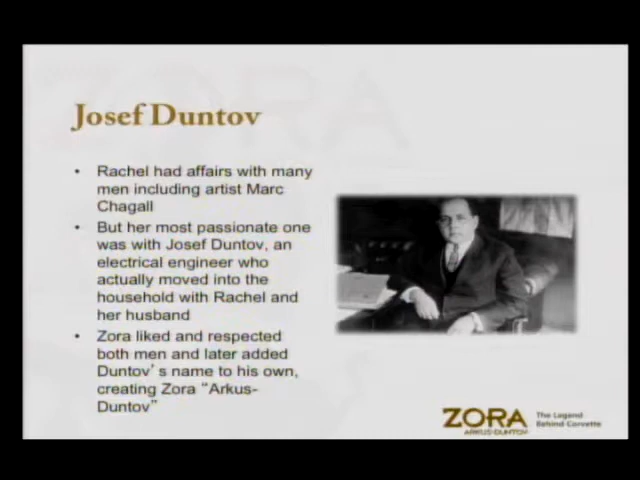 Josef Duntov
• Rachel had affairs with many
men including artist Marc
Chagall
• But her most passionate one
was with Josef Duntov, an
electrical engineer who
actually moved into the
household with Rachel and
her husband
• Zora liked and respected
both men and later added
Duntov's name to his own,
creating Zora “Arkus-
Duntov”
ZORA
ARKUS-DUNTOV
The Legend
Behind Corvette